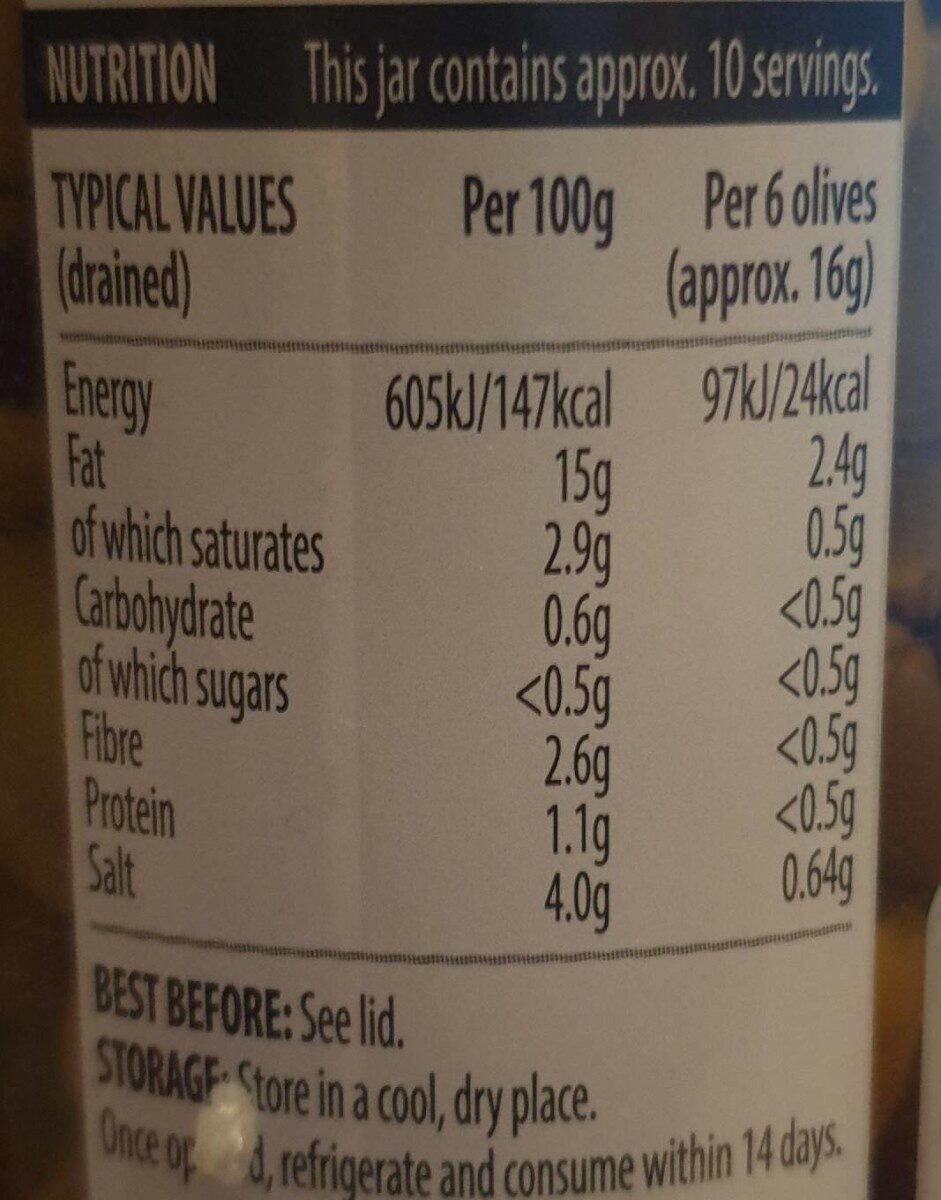 NUTRITION This jar contains approx. 10 servings.
TYPICAL VALUES Per 100g Per 6 olives
(drained) (approx. 16g)
Energy 605kJ/147kcal 97kJ/24kcal
Fat 15g 2.4g
of which saturates 2.9g 0.5g
Carbohydrate 0.6g <0.5g
of which sugars <0.5g <0.5g
Fibre 2.6g <0.5g
Protein 1.1g <0.5g
Salt 4.0g 0.64g
BEST BEFORE: See lid.
STORAGE: Store in a cool, dry place.
Once refrigerate and consume within 14 days.